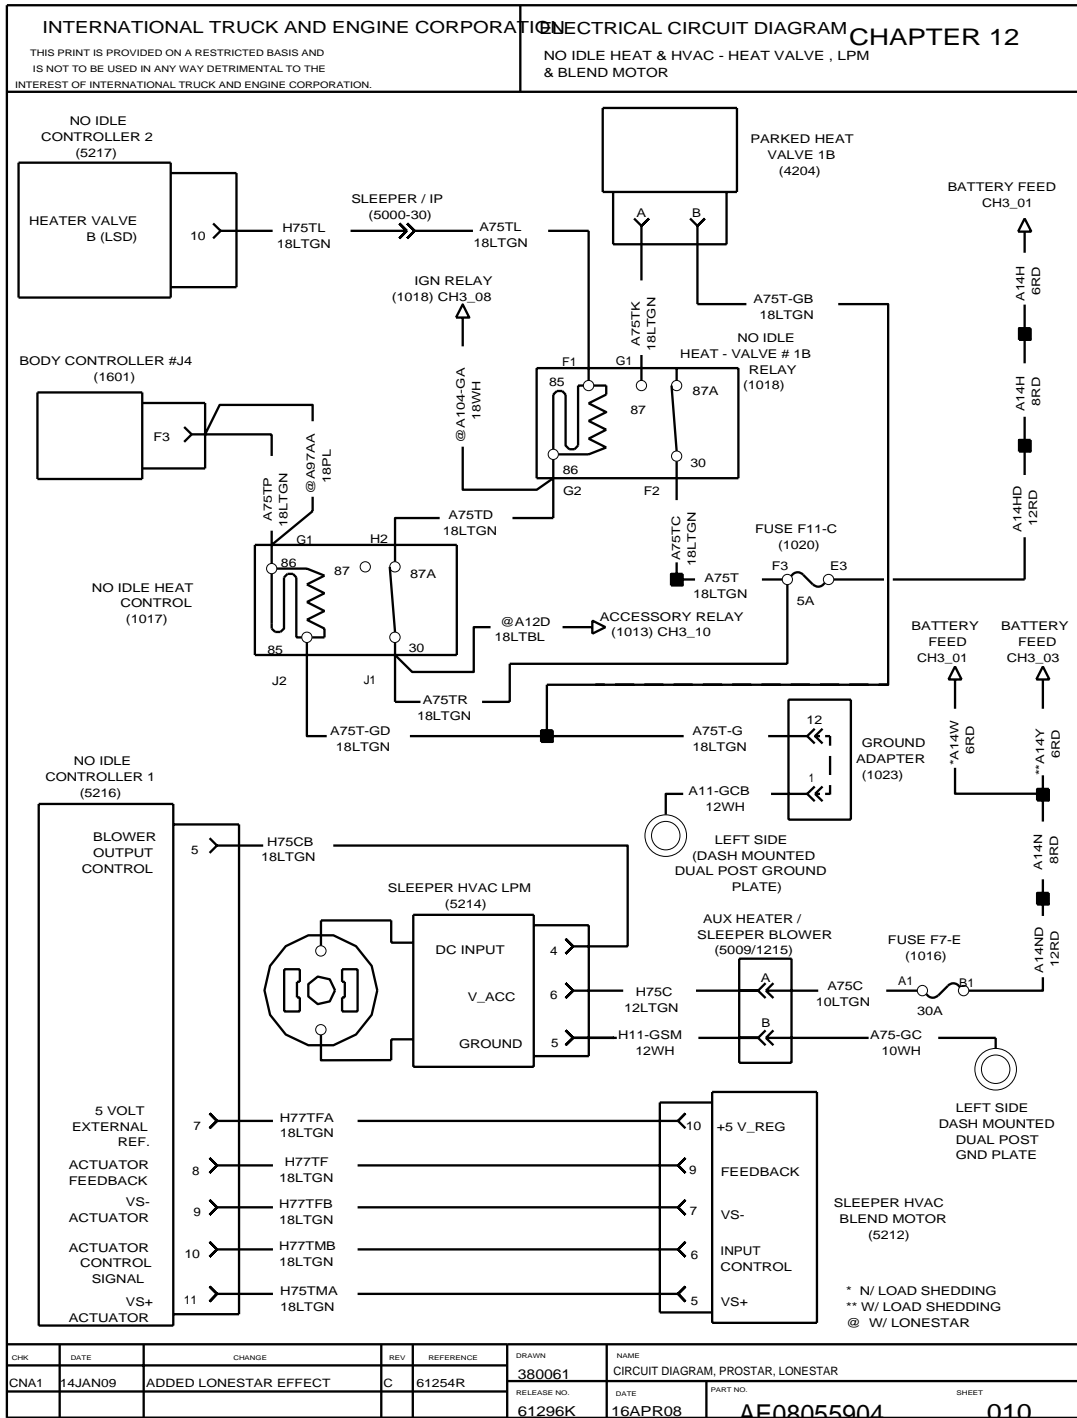 INTERNATIONAL TRUCK AND ENGINE CORPORATION
THIS PRINT IS PROVIDED ON A RESTRICTED BASIS AND
IS NOT TO BE USED IN ANY WAY DETRIMENTAL TO THE
INTEREST OF INTERNATIONAL TRUCK AND ENGINE CORPORATION.
ELECTRICAL CIRCUIT DIAGRAM
CHAPTER 12
NO IDLE HEAT & HVAC - HEAT VALVE , LPM
& BLEND MOTOR
NO IDLE
CONTROLLER 2
(5217)
HEATER VALVE
B (LSD)
10
H75TL
18LTGN
SLEEPER / IP
(5000-30)
A75TL
18LTGN
PARKED HEAT
VALVE 1B
(4204)
A
B
BATTERY FEED
CH3_01
A14H
6RD
A14H
8RD
A14HD
12RD
IGN RELAY
(1018) CH3_08
@A104-GA
18WH
A75TK
18LTGN
A75T-GB
18LTGN
NO IDLE
HEAT - VALVE # 1B
RELAY
(1018)
F1
G1
85
87
87A
86
30
G2
F2
BODY CONTROLLER #J4
(1601)
F3
A75TP
18LTGN
@A97AA
18PL
A75TD
18LTGN
A75TC
18LTGN
FUSE F11-C
(1020)
F3
E3
5A
A75T
18LTGN
NO IDLE HEAT
CONTROL
(1017)
G1
H2
86
87
87A
85
30
J2
J1
@A12D
18LTBL
ACCESSORY RELAY
(1013) CH3_10
A75TR
18LTGN
A75T-GD
18LTGN
A75T-G
18LTGN
12
1
GROUND
ADAPTER
(1023)
A11-GCB
12WH
LEFT SIDE
(DASH MOUNTED
DUAL POST GROUND
PLATE)
BATTERY
FEED
CH3_01
BATTERY
FEED
CH3_03
*A14W
6RD
**A14Y
6RD
A14N
8RD
A14ND
12RD
NO IDLE
CONTROLLER 1
(5216)
BLOWER
OUTPUT
CONTROL
5
H75CB
18LTGN
SLEEPER HVAC LPM
(5214)
DC INPUT
4
V_ACC
6
GROUND
5
H75C
12LTGN
H11-GSM
12WH
AUX HEATER /
SLEEPER BLOWER
(5009/1215)
A
B
A75C
10LTGN
FUSE F7-E
(1016)
A1
B1
30A
A75-GC
10WH
LEFT SIDE
DASH MOUNTED
DUAL POST
GND PLATE
5 VOLT
EXTERNAL
REF.
7
H77TFA
18LTGN
10
+5 V_REG
ACTUATOR
FEEDBACK
8
H77TF
18LTGN
9
FEEDBACK
VS-
ACTUATOR
9
H77TFB
18LTGN
7
VS-
ACTUATOR
CONTROL
SIGNAL
10
H77TMB
18LTGN
6
INPUT
CONTROL
VS+
ACTUATOR
11
H75TMA
18LTGN
5
VS+
SLEEPER HVAC
BLEND MOTOR
(5212)
* N/ LOAD SHEDDING
** W/ LOAD SHEDDING
@ W/ LONESTAR
CHK
DATE
CHANGE
REV
REFERENCE
CNA1
14JAN09
ADDED LONESTAR EFFECT
C
61254R
DRAWN
380061
NAME
CIRCUIT DIAGRAM, PROSTAR, LONESTAR
RELEASE NO.
61296K
DATE
16APR08
PART NO.
AE08055904
SHEET
010